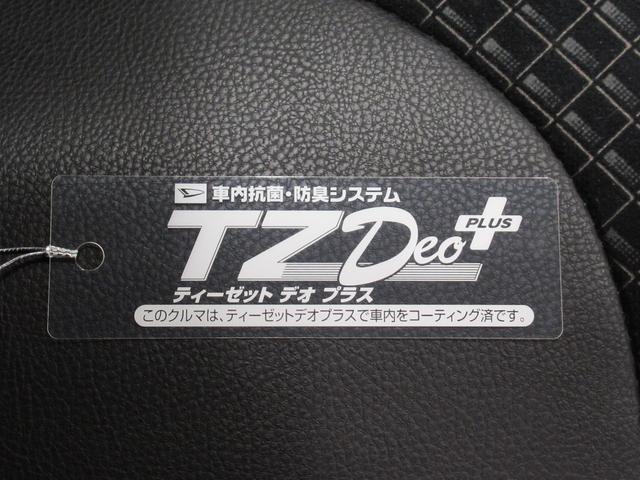 車内抗菌・防臭システム
TZ Deo PLUS
ティーゼット デオ プラス
このクルマは、ティーゼットデオプラスで車内をコーティング済です。